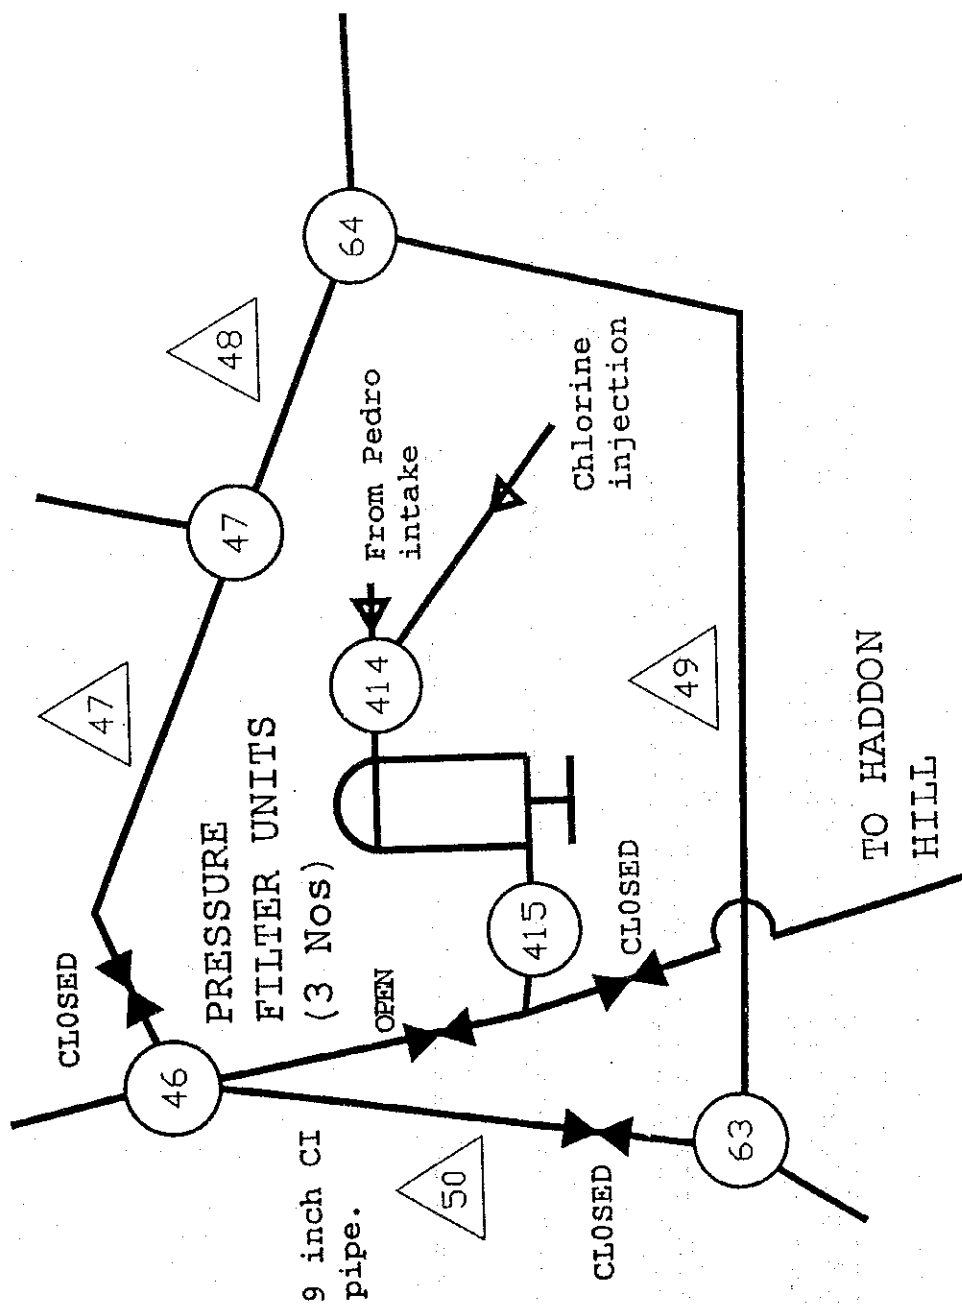 9 inch CI
pipe.
50
CLOSED
63
46
CLOSED
PRESSURE
FILTER UNITS
(3 Nos)
OPEN
415
CLOSED
TO HADDON
HILL
47
414
From Pedro
intake
Chlorine
injection
49
47
48
64